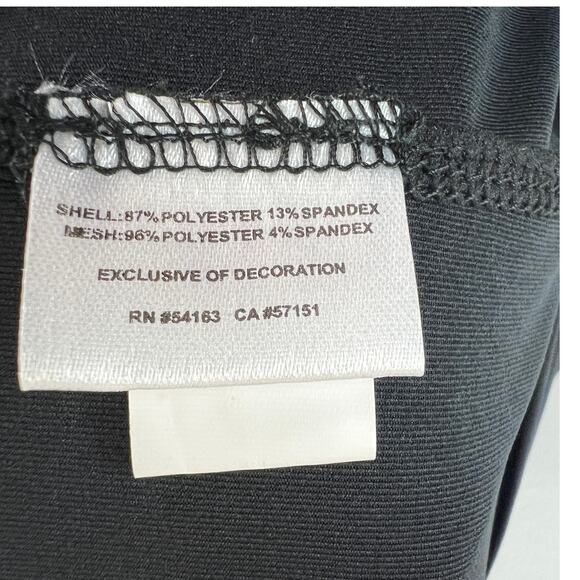 SHELL:87% POLYESTER 13% SPANDEX
MESH:96% POLYESTER 4% SPANDEX
EXCLUSIVE OF DECORATION
RN #54163 CA #57151